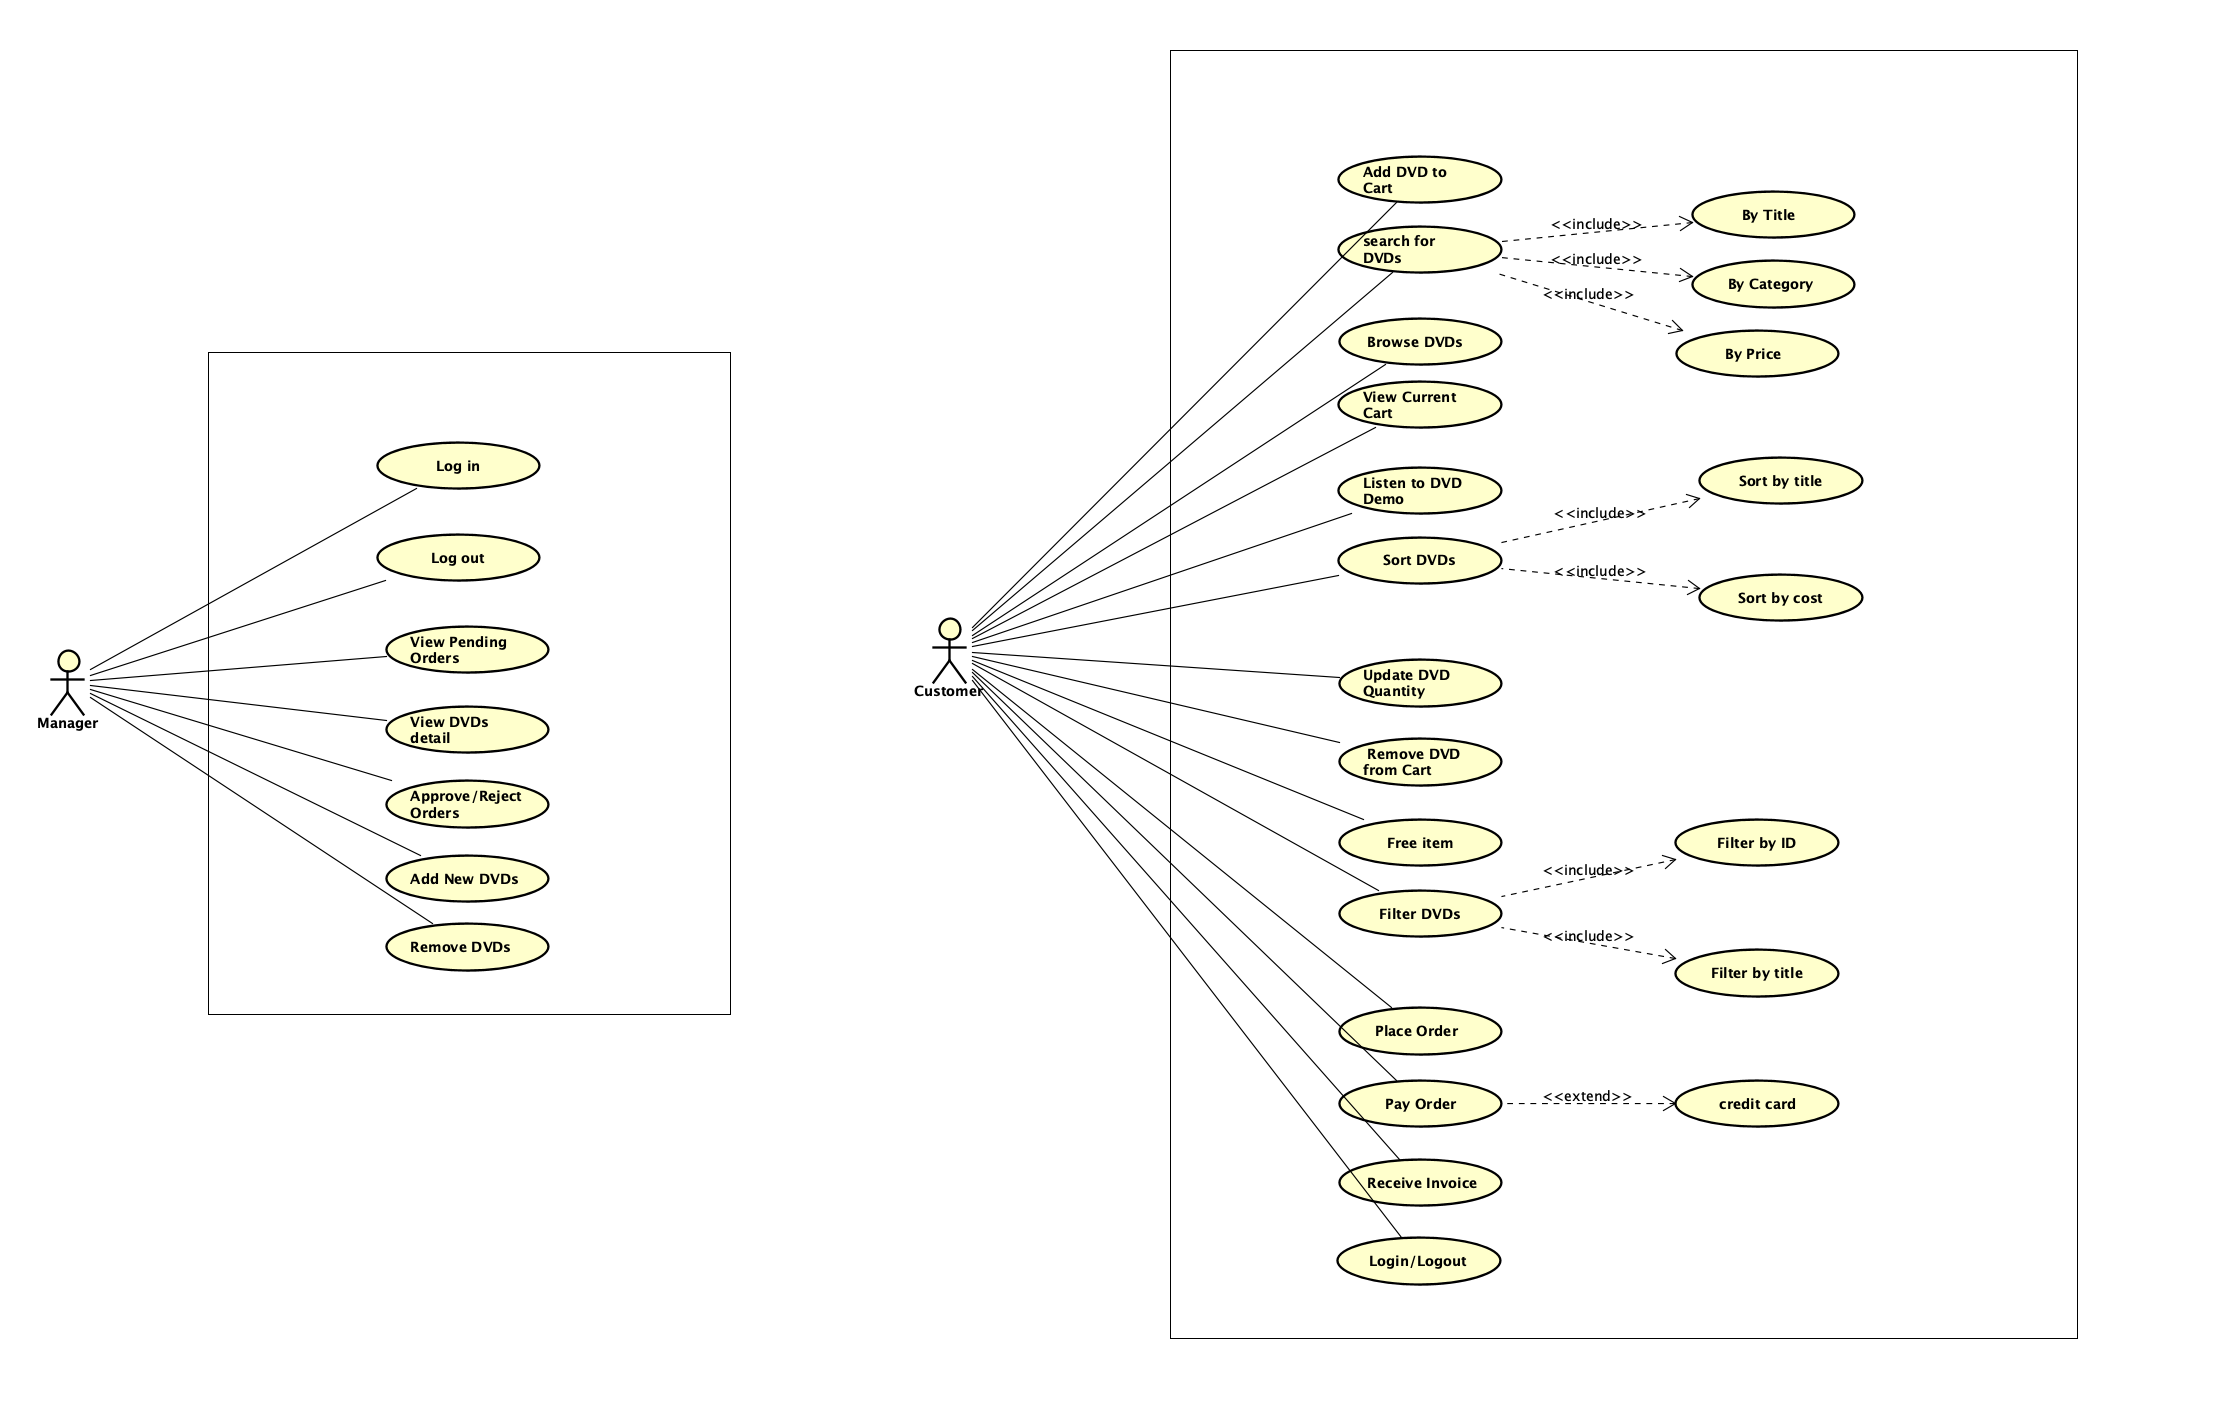 Manager
Log in
Log out
View Pending
Orders
View DVDs
detail
Approve/Reject
Orders
Add New DVDs
Remove DVDs
Customer
Add DVD to
Cart
search for
DVDs
<<include>>
By Title
<<include>>
By Category
<<include>>
By Price
Browse DVDs
View Current
Cart
Listen to DVD
Demo
Sort DVDs
<<include>>
Sort by title
<<include>>
Sort by cost
Update DVD
Quantity
Remove DVD
from Cart
Free item
Filter DVDs
<<include>>
Filter by ID
<<include>>
Filter by title
Place Order
Pay Order
<<extend>>
credit card
Receive Invoice
Login/Logout